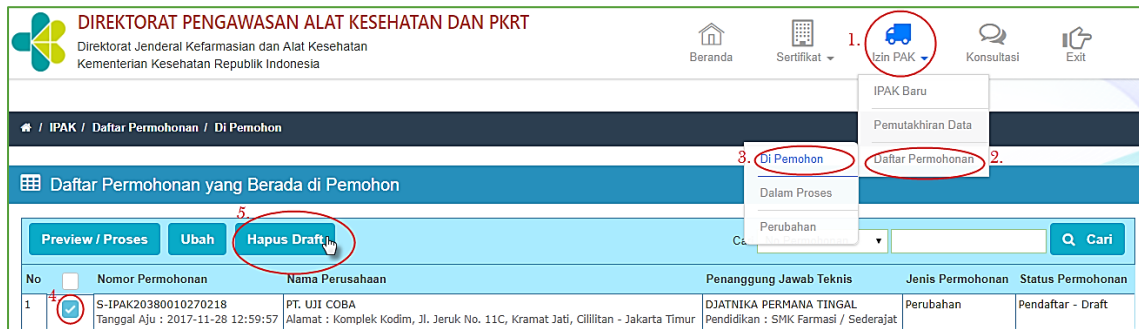 DIREKTORAT PENGAWASAN ALAT KESEHATAN DAN PKRT
Direktorat Jenderal Kefarmasian dan Alat Kesehatan
Kementerian Kesehatan Republik Indonesia
Beranda
Sertifikat
1.
Izin PAK
Konsultasi
Exit
IPAK Baru
Pemutakhiran Data
Daftar Permohonan
2.
3.
Di Pemohon
Dalam Proses
Perubahan
/ IPAK / Daftar Permohonan / Di Pemohon
Daftar Permohonan yang Berada di Pemohon
5.
Preview / Proses
Ubah
Hapus Draft
Cari
No
Nomor Permohonan
Nama Perusahaan
Penanggung Jawab Teknis
Jenis Permohonan
Status Permohonan
1
4.
S-IPAK20380010270218
Tanggal Aju : 2017-11-28 12:59:57
PT. UJI COBA
Alamat : Komplek Kodim, Jl. Jeruk No. 11C, Kramat Jati, Cililitan - Jakarta Timur
DJATNIKA PERMANA TINGAL
Pendidikan : SMK Farmasi / Sederajat
Perubahan
Pendaftar - Draft